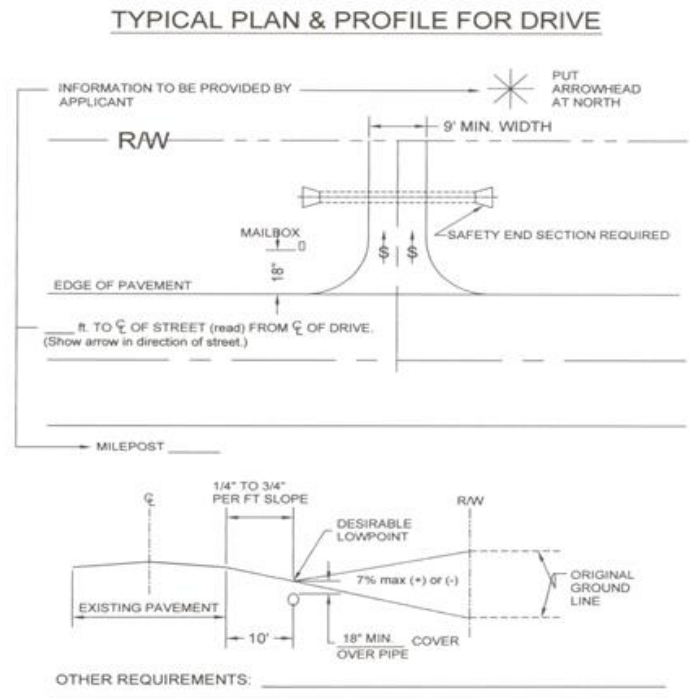 TYPICAL PLAN & PROFILE FOR DRIVE
INFORMATION TO BE PROVIDED BY
APPLICANT
PUT
ARROWHEAD
AT NORTH
9' MIN. WIDTH
R/W
MAILBOX
18"
SAFETY END SECTION REQUIRED
S S
EDGE OF PAVEMENT
____ ft. TO ℄ OF STREET (read) FROM ℄ OF DRIVE.
(Show arrow in direction of street.)
MILEPOST ______
1/4" TO 3/4"
PER FT SLOPE
℄
R/W
DESIRABLE
LOWPOINT
7% max (+) or (-)
ORIGINAL
GROUND
LINE
EXISTING PAVEMENT
10'
18" MIN. COVER
OVER PIPE
OTHER REQUIREMENTS: ______